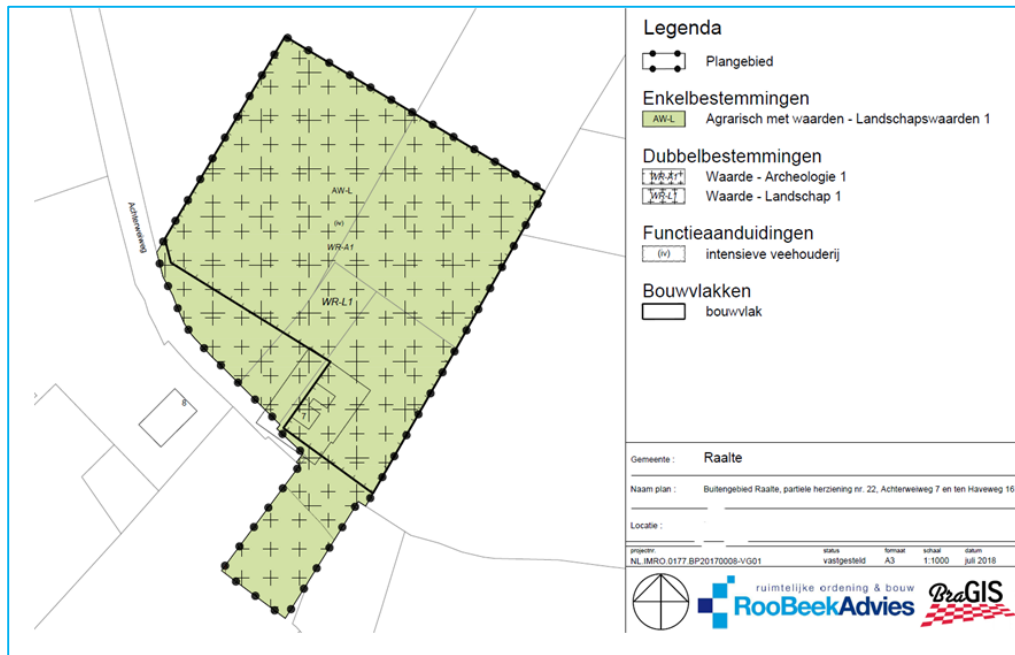 Legenda
Plangebied
Enkelbestemmingen
AW-L Agrarisch met waarden - Landschapswaarden 1
Dubbelbestemmingen
WR-A1 Waarde - Archeologie 1
WR-L1 Waarde - Landschap 1
Functieaanduidingen
(iv) intensieve veehouderij
Bouwvlakken
bouwvlak
AW-L
(iv)
WR-A1
WR-L1
Achterweiweg
7
8
Gemeente : Raalte
Naam plan : Buitengebied Raalte, partiele herziening nr. 22, Achterweiweg 7 en ten Haveweg 16
Locatie :
projectnr. status formaat schaal datum
NL.IMRO.0177.BP20170008-VG01 vastgesteld A3 1:1000 juli 2018
ruimtelijke ordening & bouw
RooBeekAdvies
BraGIS